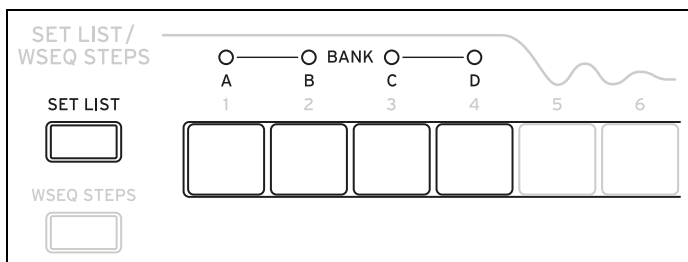 SET LIST/
WSEQ STEPS
BANK
A B C D
1 2 3 4 5 6
SET LIST
WSEQ STEPS